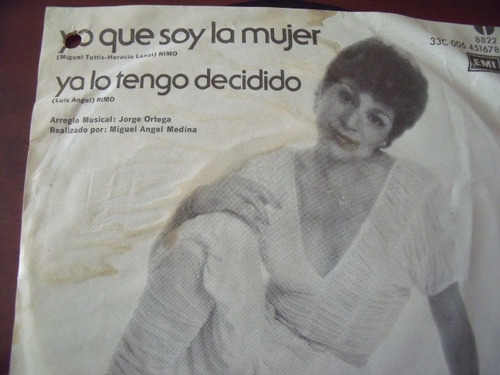 yo que soy la mujer
(Miguel Tottis-Horacio Lanzi) RIMO
ya lo tengo decidido
(Luis Angel) RIMO
Arreglo Musical: Jorge Ortega
Realizado por: Miguel Angel Medina
8822
33C 006 451678
EMI